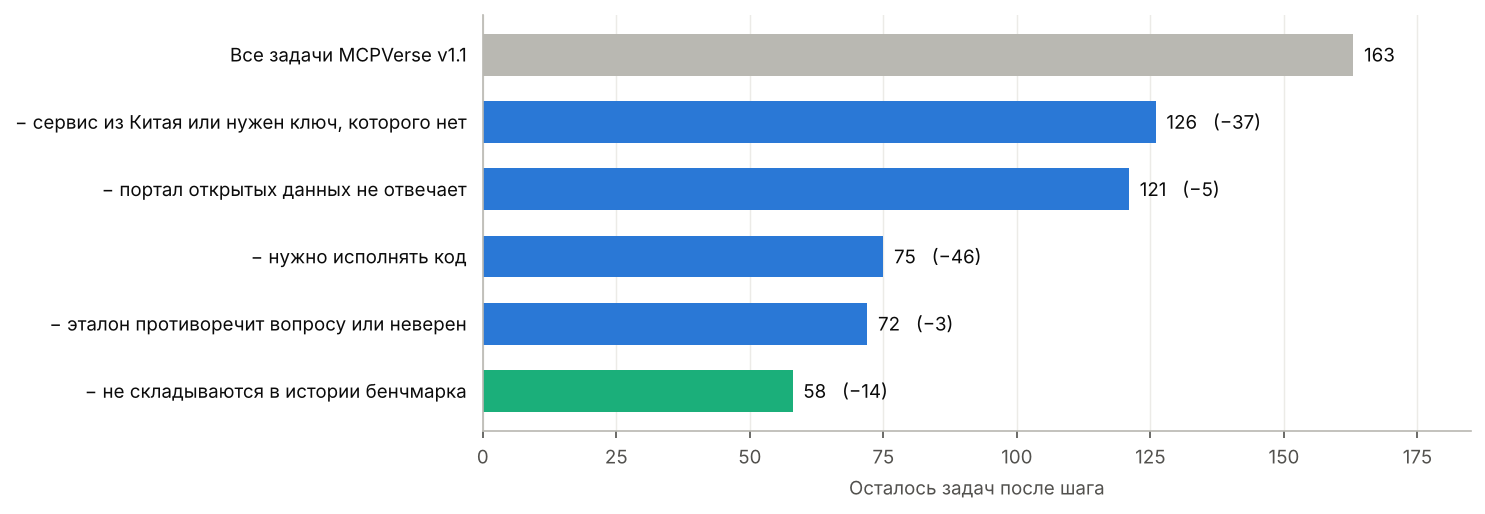 Все задачи MCPVerse v1.1 163
− сервис из Китая или нужен ключ, которого нет 126 (−37)
− портал открытых данных не отвечает 121 (−5)
− нужно исполнять код 75 (−46)
− эталон противоречит вопросу или неверен 72 (−3)
− не складываются в истории бенчмарка 58 (−14)
0 25 50 75 100 125 150 175
Осталось задач после шага